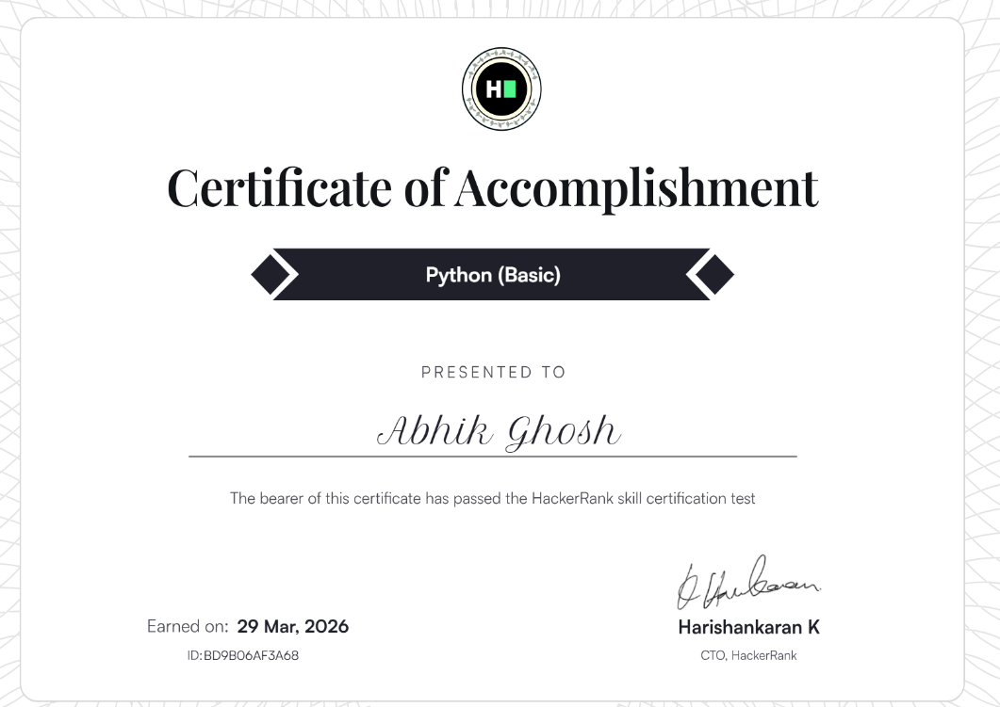 H
Certificate of Accomplishment
Python (Basic)
PRESENTED TO
Abhik Ghosh
The bearer of this certificate has passed the HackerRank skill certification test
Earned on: 29 Mar, 2026
ID:BD9B06AF3A68
Harishankaran K
CTO, HackerRank